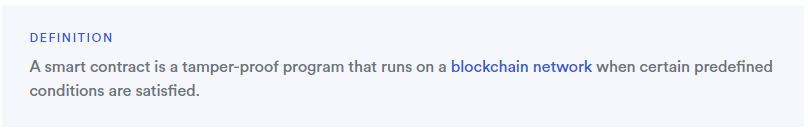 DEFINITION
A smart contract is a tamper-proof program that runs on a blockchain network when certain predefined
conditions are satisfied.